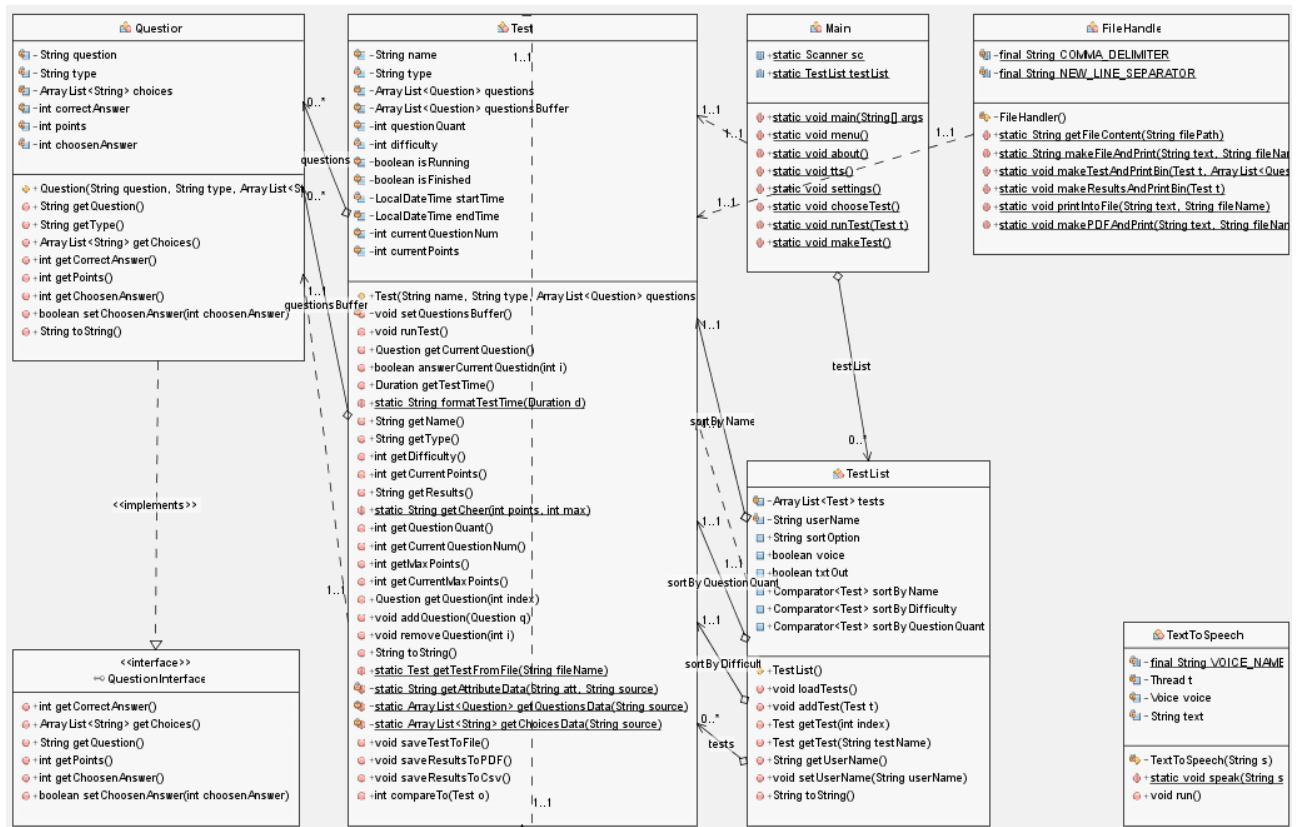 Question
- String question
- String type
- ArrayList<String> choices
- int correctAnswer
- int points
- int choosenAnswer
+ Question(String question, String type, ArrayList<St
+ String getQuestion()
+ String getType()
+ ArrayList<String> getChoices()
+ int getCorrectAnswer()
+ int getPoints()
+ int getChoosenAnswer()
+ boolean setChoosenAnswer(int choosenAnswer)
+ String toString()
<<implements>>
<<interface>>
QuestionInterface
+ int getCorrectAnswer()
+ ArrayList<String> getChoices()
+ String getQuestion()
+ int getPoints()
+ int getChoosenAnswer()
+ boolean setChoosenAnswer(int choosenAnswer)
0..*
questions
0..*
1..1
questionsBuffer
1..1
Test
1..1
- String name
- String type
- ArrayList<Question> questions
- ArrayList<Question> questionsBuffer
- int questionQuant
- int difficulty
- boolean isRunning
- boolean isFinished
- LocalDateTime startTime
- LocalDateTime endTime
- int currentQuestionNum
- int currentPoints
+ Test(String name, String type, ArrayList<Question> questions
- void setQuestionsBuffer()
+ void runTest()
+ Question getCurrentQuestion()
+ boolean answerCurrentQuestion(int i)
+ Duration getTestTime()
+ static String formatTestTime(Duration d)
+ String getName()
+ String getType()
+ int getDifficulty()
+ int getCurrentPoints()
+ String getResults()
+ static String getCheer(int points, int max)
+ int getQuestionQuant()
+ int getCurrentQuestionNum()
+ int getMaxPoints()
+ int getCurrentMaxPoints()
+ Question getQuestion(int index)
+ void addQuestion(Question q)
+ void removeQuestion(int i)
+ String toString()
+ static Test getTestFromFile(String fileName)
- static String getAttributeData(String att, String source)
- static ArrayList<Question> getQuestionsData(String source)
- static ArrayList<String> getChoicesData(String source)
+ void saveTestToFile()
+ void saveResultsToPDF()
+ void saveResultsToCsv()
+ int compareTo(Test o)
1..1
Main
+ static Scanner sc
+ static TestList testList
+ static void main(String[] args
+ static void menu()
+ static void about()
+ static void tts()
+ static void settings()
+ static void chooseTest()
+ static void runTest(Test t)
+ static void makeTest()
1..1
1..1
1..1
1..1
FileHandle
- final String COMMA_DELIMITER
- final String NEW_LINE_SEPARATOR
- FileHandler()
+ static String getFileContent(String filePath)
+ static String makeFileAndPrint(String text, String fileName
+ static void makeTestAndPrintBin(Test t, ArrayList<Ques
+ static void makeResultsAndPrintBin(Test t)
+ static void printIntoFile(String text, String fileName)
+ static void makePDFAndPrint(String text, String fileNam
testList
0..*
1..1
sortByName
1..1
1..1
1..1
sortByQuestionQuant
1..1
sortByDifficult
0..*
tests
TestList
- ArrayList<Test> tests
- String userName
+ String sortOption
+ boolean voice
+ boolean txtOut
+ Comparator<Test> sortByName
+ Comparator<Test> sortByDifficulty
+ Comparator<Test> sortByQuestionQuant
+ TestList()
+ void loadTests()
+ void addTest(Test t)
+ Test getTest(int index)
+ Test getTest(String testName)
+ String getUserName()
+ void setUserName(String userName)
+ String toString()
TextToSpeech
- final String VOICE_NAME
- Thread t
- Voice voice
- String text
- TextToSpeech(String s)
+ static void speak(String s
+ void run()